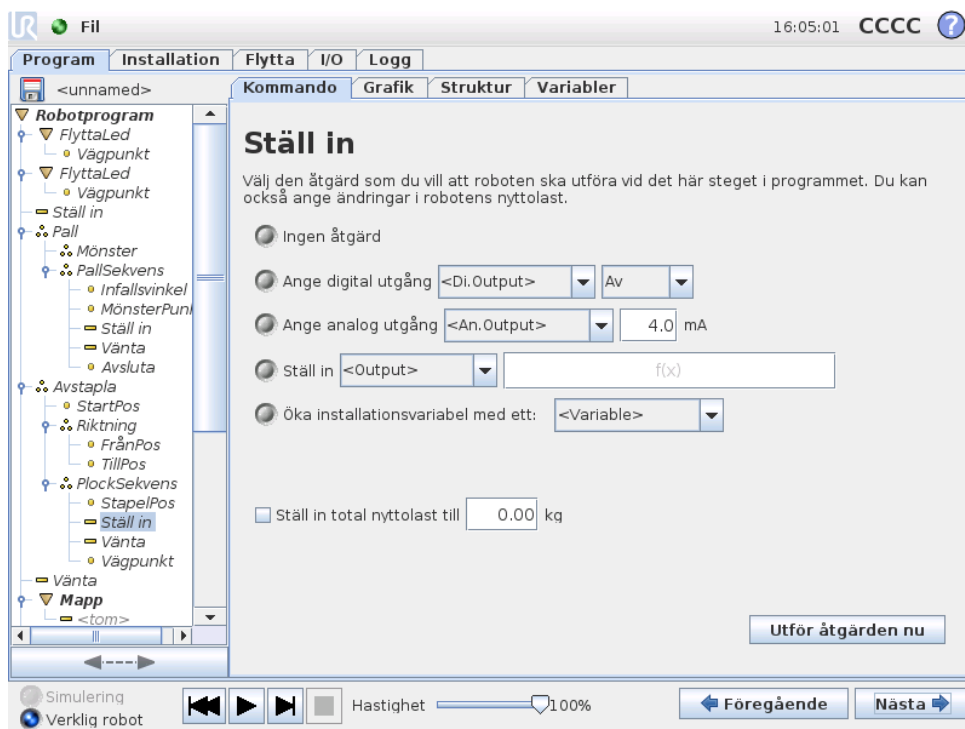 UR Fil 16:05:01 CCCC ?
Program Installation Flytta I/O Logg
<unnamed>
Kommando Grafik Struktur Variabler
Robotprogram
FlyttaLed
Vägpunkt
FlyttaLed
Vägpunkt
Ställ in
Pall
Mönster
PallSekvens
Infallsvinkel
MönsterPunl
Ställ in
Vänta
Avsluta
Avstapla
StartPos
Riktning
FrånPos
TillPos
PlockSekvens
StapelPos
Ställ in
Vänta
Vägpunkt
Vänta
Mapp
<tom>
Ställ in
Välj den åtgärd som du vill att roboten ska utföra vid det här steget i programmet. Du kan
också ange ändringar i robotens nyttolast.
Ingen åtgärd
Ange digital utgång <Di.Output> Av
Ange analog utgång <An.Output> 4.0 mA
Ställ in <Output> f(x)
Öka installationsvariabel med ett: <Variable>
Ställ in total nyttolast till 0.00 kg
Utför åtgärden nu
Simulering
Verklig robot
Hastighet 100%
Föregående Nästa